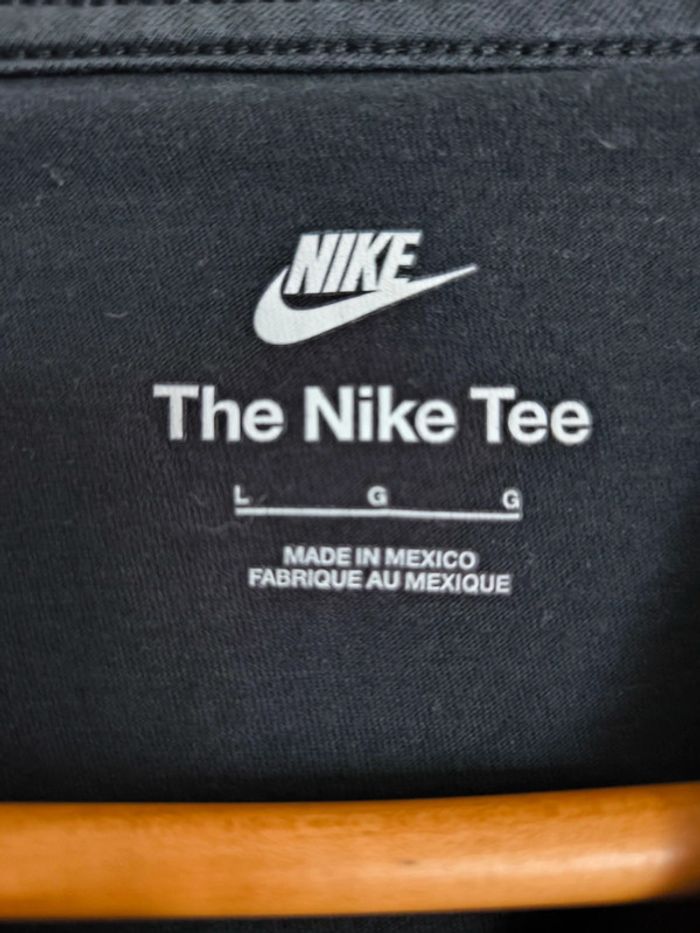 NIKE
The Nike Tee
L G G
MADE IN MEXICO
FABRIQUE AU MEXIQUE